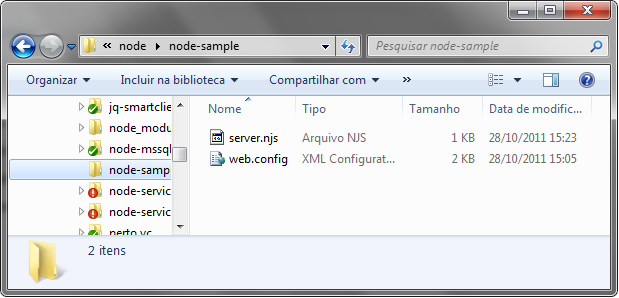 « node ▸ node-sample
Pesquisar node-sample
Organizar Incluir na biblioteca Compartilhar com »
Nome Tipo Tamanho Data de modific...
jq-smartclie
node_modu
node-mssql
node-samp
node-servic
node-servic
perto.vc
server.njs Arquivo NJS 1 KB 28/10/2011 15:23
web.config XML Configurat... 2 KB 28/10/2011 15:05
2 itens